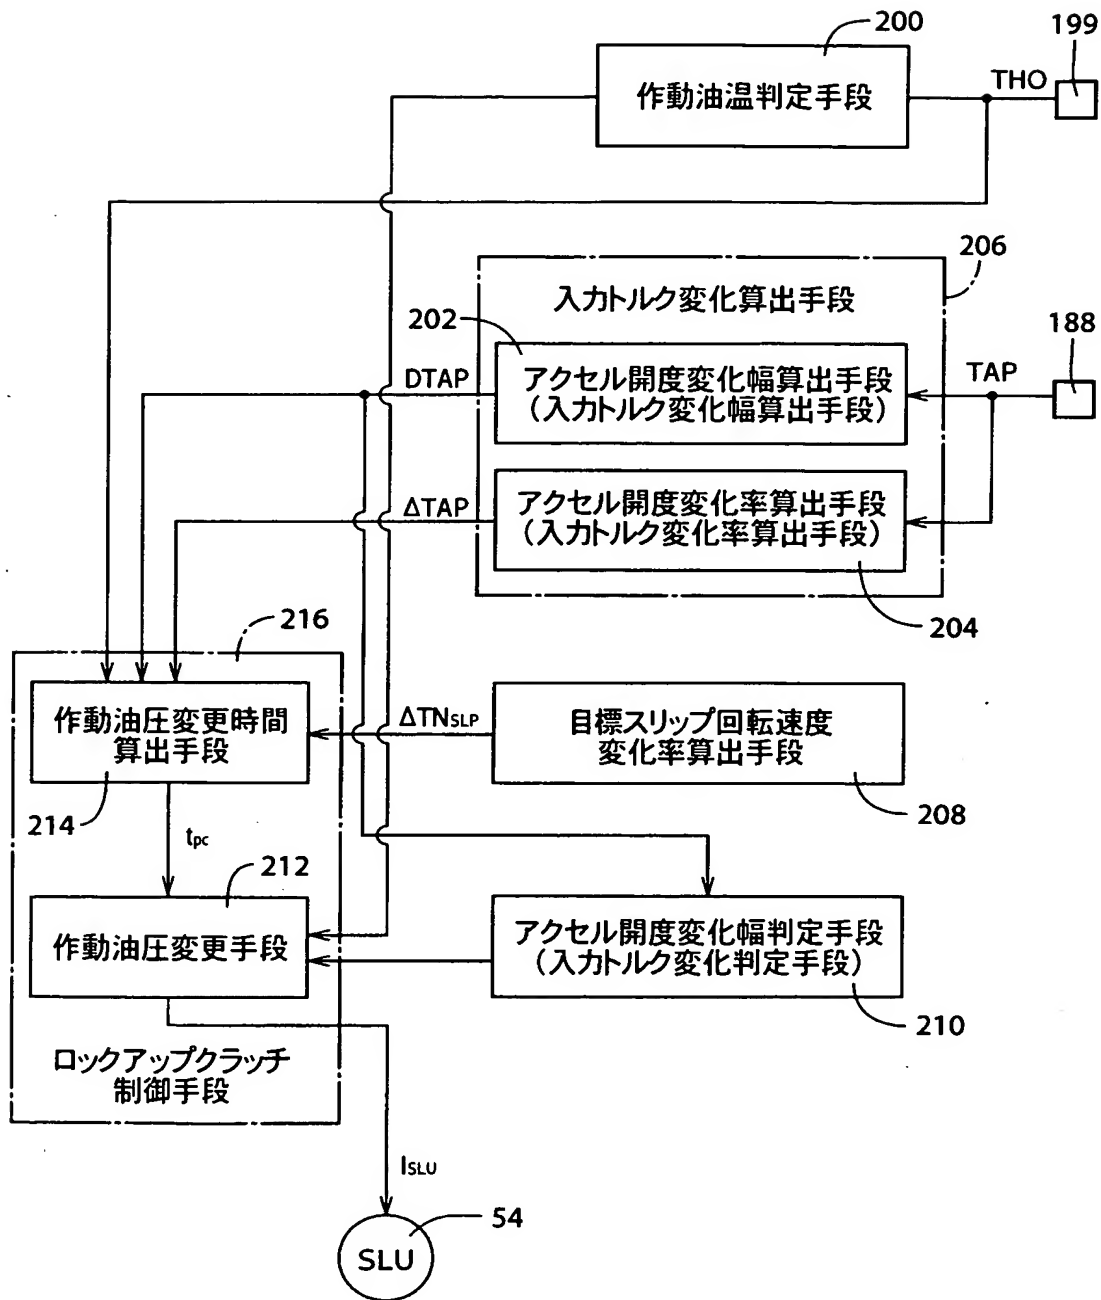 200
199
作動油温判定手段
THO
206
入力トルク変化算出手段
202
188
DTAP
アクセル開度変化幅算出手段
(入力トルク変化幅算出手段)
TAP
ΔTAP
アクセル開度変化率算出手段
(入力トルク変化率算出手段)
204
216
作動油圧変更時間
算出手段
ΔTNSLP
目標スリップ回転速度
変化率算出手段
214
208
tpc
212
作動油圧変更手段
アクセル開度変化幅判定手段
(入力トルク変化判定手段)
210
ロックアップクラッチ
制御手段
ISLU
54
SLU